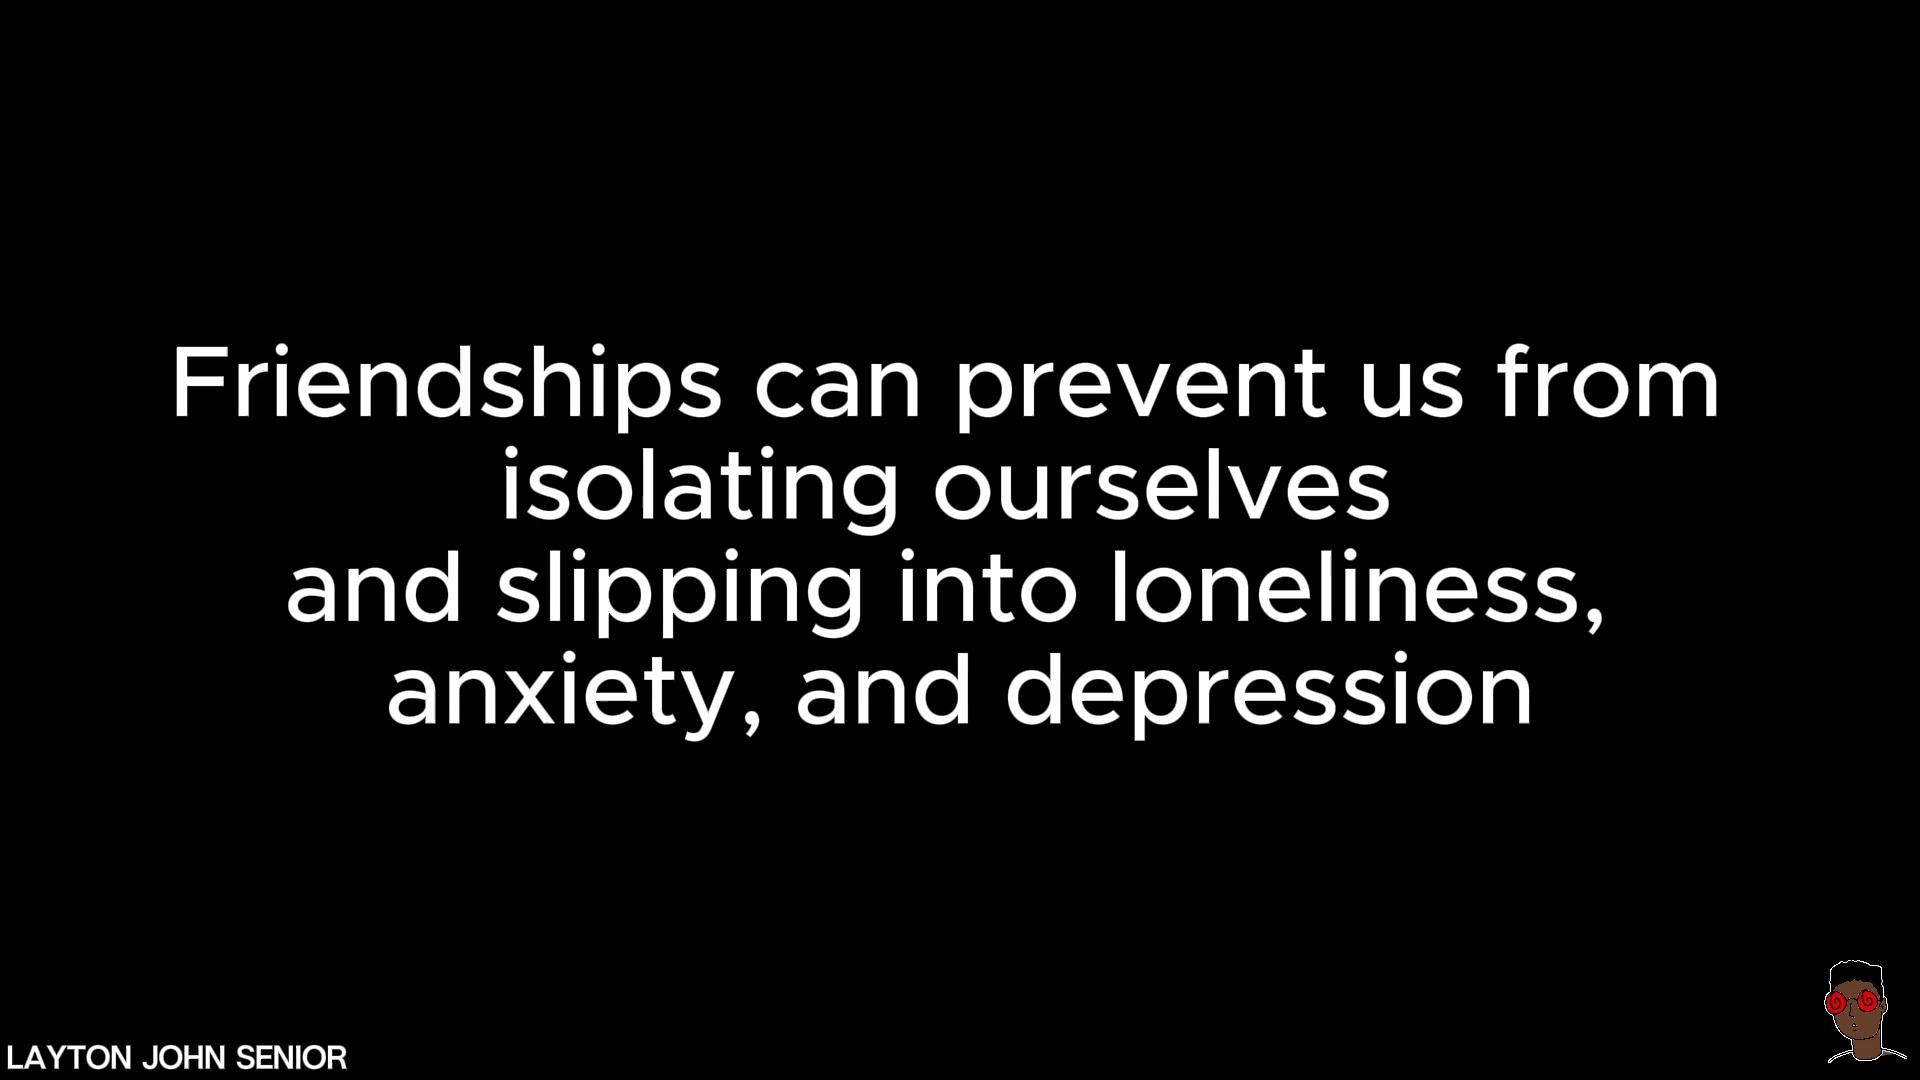 Friendships can prevent us from
isolating ourselves
and slipping into loneliness,
anxiety, and depression
LAYTON JOHN SENIOR